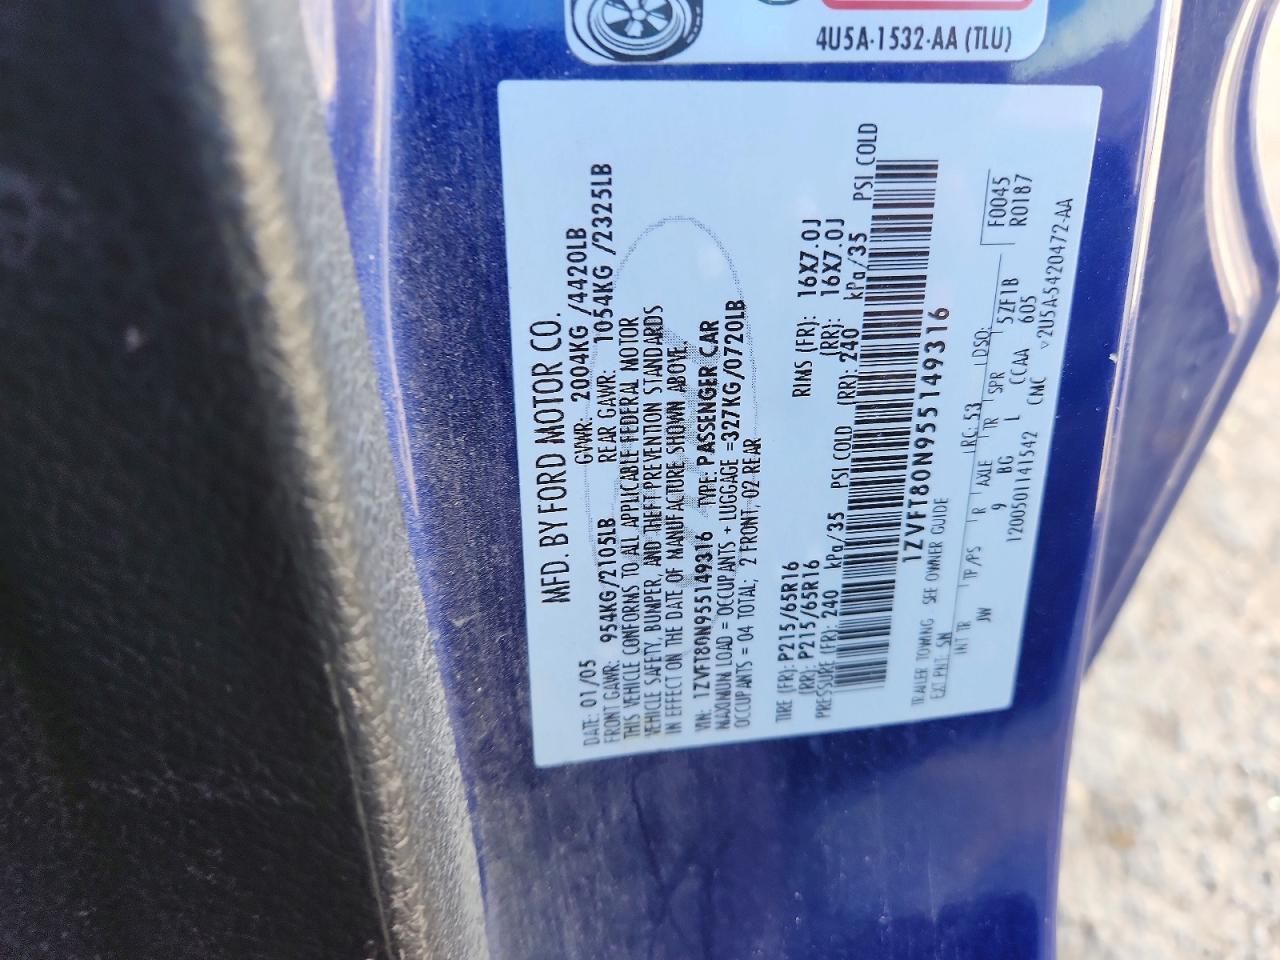 4U5A-1532-AA (TLU)
MFD. BY FORD MOTOR CO.
DATE: 01/05 GVWR: 2004KG /4420LB
FRONT GAWR: 954KG/2105LB REAR GAWR: 1054KG /2325LB
THIS VEHICLE CONFORMS TO ALL APPLICABLE FEDERAL MOTOR
VEHICLE SAFETY, BUMPER, AND THEFT PREVENTION STANDARDS
IN EFFECT ON THE DATE OF MANUFACTURE SHOWN ABOVE.
VIN: 1ZVFT80N955149316 TYPE: PASSENGER CAR
MAXIMUM LOAD = OCCUPANTS + LUGGAGE =327KG/0720LB
OCCUPANTS = 04 TOTAL; 2 FRONT, 02 REAR
TIRE (FR): P215/65R16 RIMS (FR): 16X7.0J
(RR): P215/65R16 (RR): 16X7.0J
PRESSURE (FR): 240 kPa/35 PSI COLD (RR): 240 kPa/35 PSI COLD
1ZVFT80N955149316
TRAILER TOWING SEE OWNER GUIDE
EXT PNT: SN RC: 53 DSO: F0045
INT TR TP/PS R AXLE TR SPR 5ZF1B R0187
JW 9 BG L CCAA 605
1200501141542 CMC v2U5A-5420472-AA